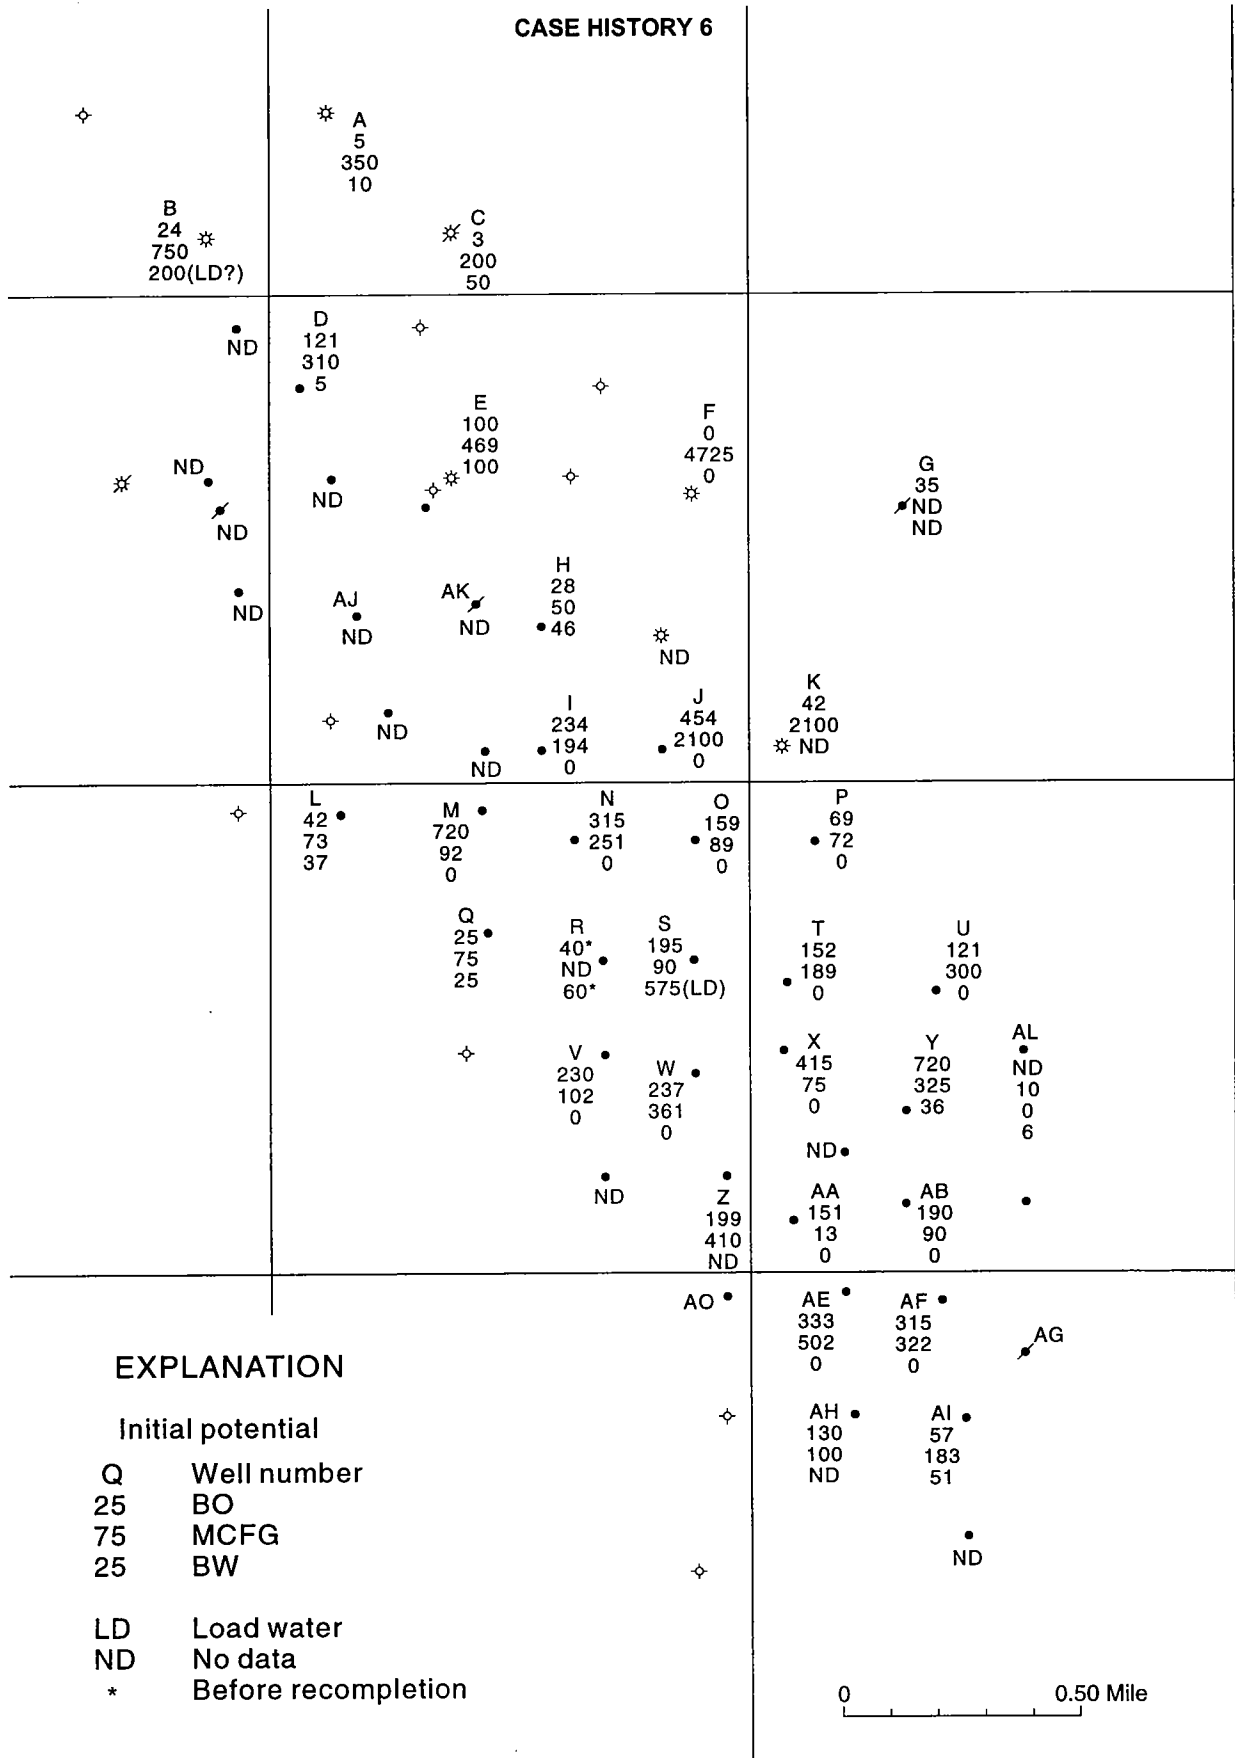 CASE HISTORY 6
A
5
350
10
B
24
750
200(LD?)
C
3
200
50
ND
D
121
310
5
E
100
469
100
F
0
4725
0
G
35
ND
ND
ND
ND
ND
ND
AJ
ND
AK
ND
H
28
50
46
ND
ND
ND
I
234
194
0
J
454
2100
0
K
42
2100
ND
L
42
73
37
M
720
92
0
N
315
251
0
O
159
89
0
P
69
72
0
Q
25
75
25
R
40*
ND
60*
S
195
90
575(LD)
T
152
189
0
U
121
300
0
V
230
102
0
W
237
361
0
X
415
75
0
Y
720
325
36
AL
ND
10
0
6
ND
ND
Z
199
410
ND
AA
151
13
0
AB
190
90
0
AO
AE
333
502
0
AF
315
322
0
AG
AH
130
100
ND
AI
57
183
51
ND
EXPLANATION
Initial potential
Q Well number
25 BO
75 MCFG
25 BW
LD Load water
ND No data
* Before recompletion
0 0.50 Mile